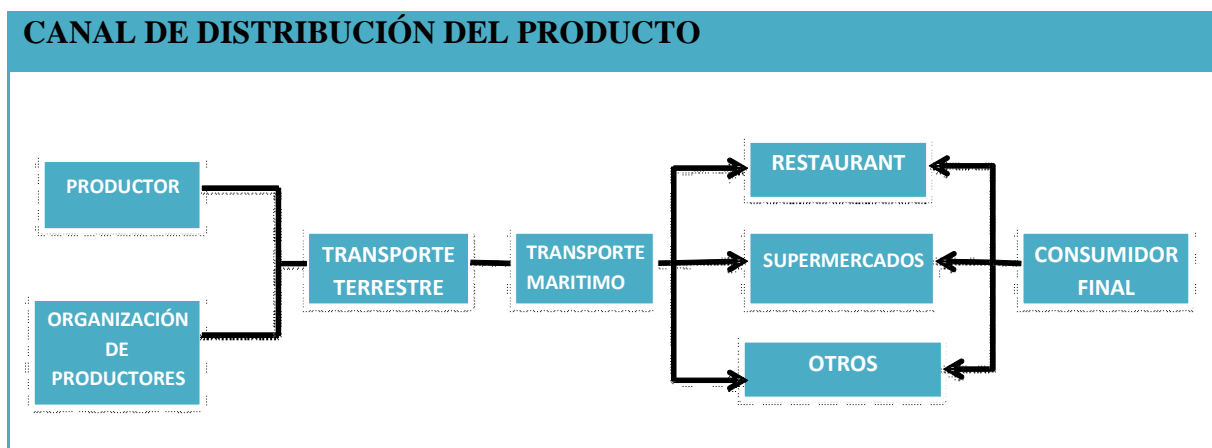 CANAL DE DISTRIBUCIÓN DEL PRODUCTO
PRODUCTOR
ORGANIZACIÓN
DE
PRODUCTORES
TRANSPORTE
TERRESTRE
TRANSPORTE
MARITIMO
RESTAURANT
SUPERMERCADOS
OTROS
CONSUMIDOR
FINAL